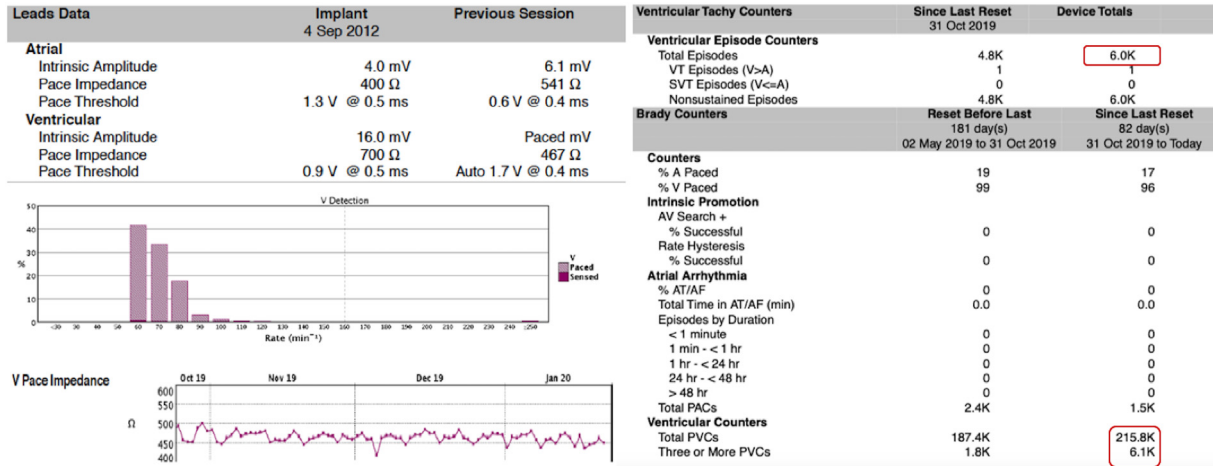 Leads Data Implant Previous Session
4 Sep 2012
Atrial
Intrinsic Amplitude 4.0 mV 6.1 mV
Pace Impedance 400 Ω 541 Ω
Pace Threshold 1.3 V @ 0.5 ms 0.6 V @ 0.4 ms
Ventricular
Intrinsic Amplitude 16.0 mV Paced mV
Pace Impedance 700 Ω 467 Ω
Pace Threshold 0.9 V @ 0.5 ms Auto 1.7 V @ 0.4 ms
V Detection
50
40
30
%
20
10
0
<30 30 40 50 60 70 80 90 100 110 120 130 140 150 160 170 180 190 200 210 220 230 240 ≥250
Rate (min⁻¹)
V
Paced
Sensed
V Pace Impedance Oct 19 Nov 19 Dec 19 Jan 20
600
550
Ω 500
450
400
Ventricular Tachy Counters Since Last Reset Device Totals
31 Oct 2019
Ventricular Episode Counters
Total Episodes 4.8K 6.0K
VT Episodes (V>A) 1 1
SVT Episodes (V<=A) 0 0
Nonsustained Episodes 4.8K 6.0K
Brady Counters Reset Before Last Since Last Reset
181 day(s) 82 day(s)
02 May 2019 to 31 Oct 2019 31 Oct 2019 to Today
Counters
% A Paced 19 17
% V Paced 99 96
Intrinsic Promotion
AV Search +
% Successful 0 0
Rate Hysteresis
% Successful 0 0
Atrial Arrhythmia
% AT/AF 0 0
Total Time in AT/AF (min) 0.0 0.0
Episodes by Duration
< 1 minute 0 0
1 min - < 1 hr 0 0
1 hr - < 24 hr 0 0
24 hr - < 48 hr 0 0
> 48 hr 0 0
Total PACs 2.4K 1.5K
Ventricular Counters
Total PVCs 187.4K 215.8K
Three or More PVCs 1.8K 6.1K